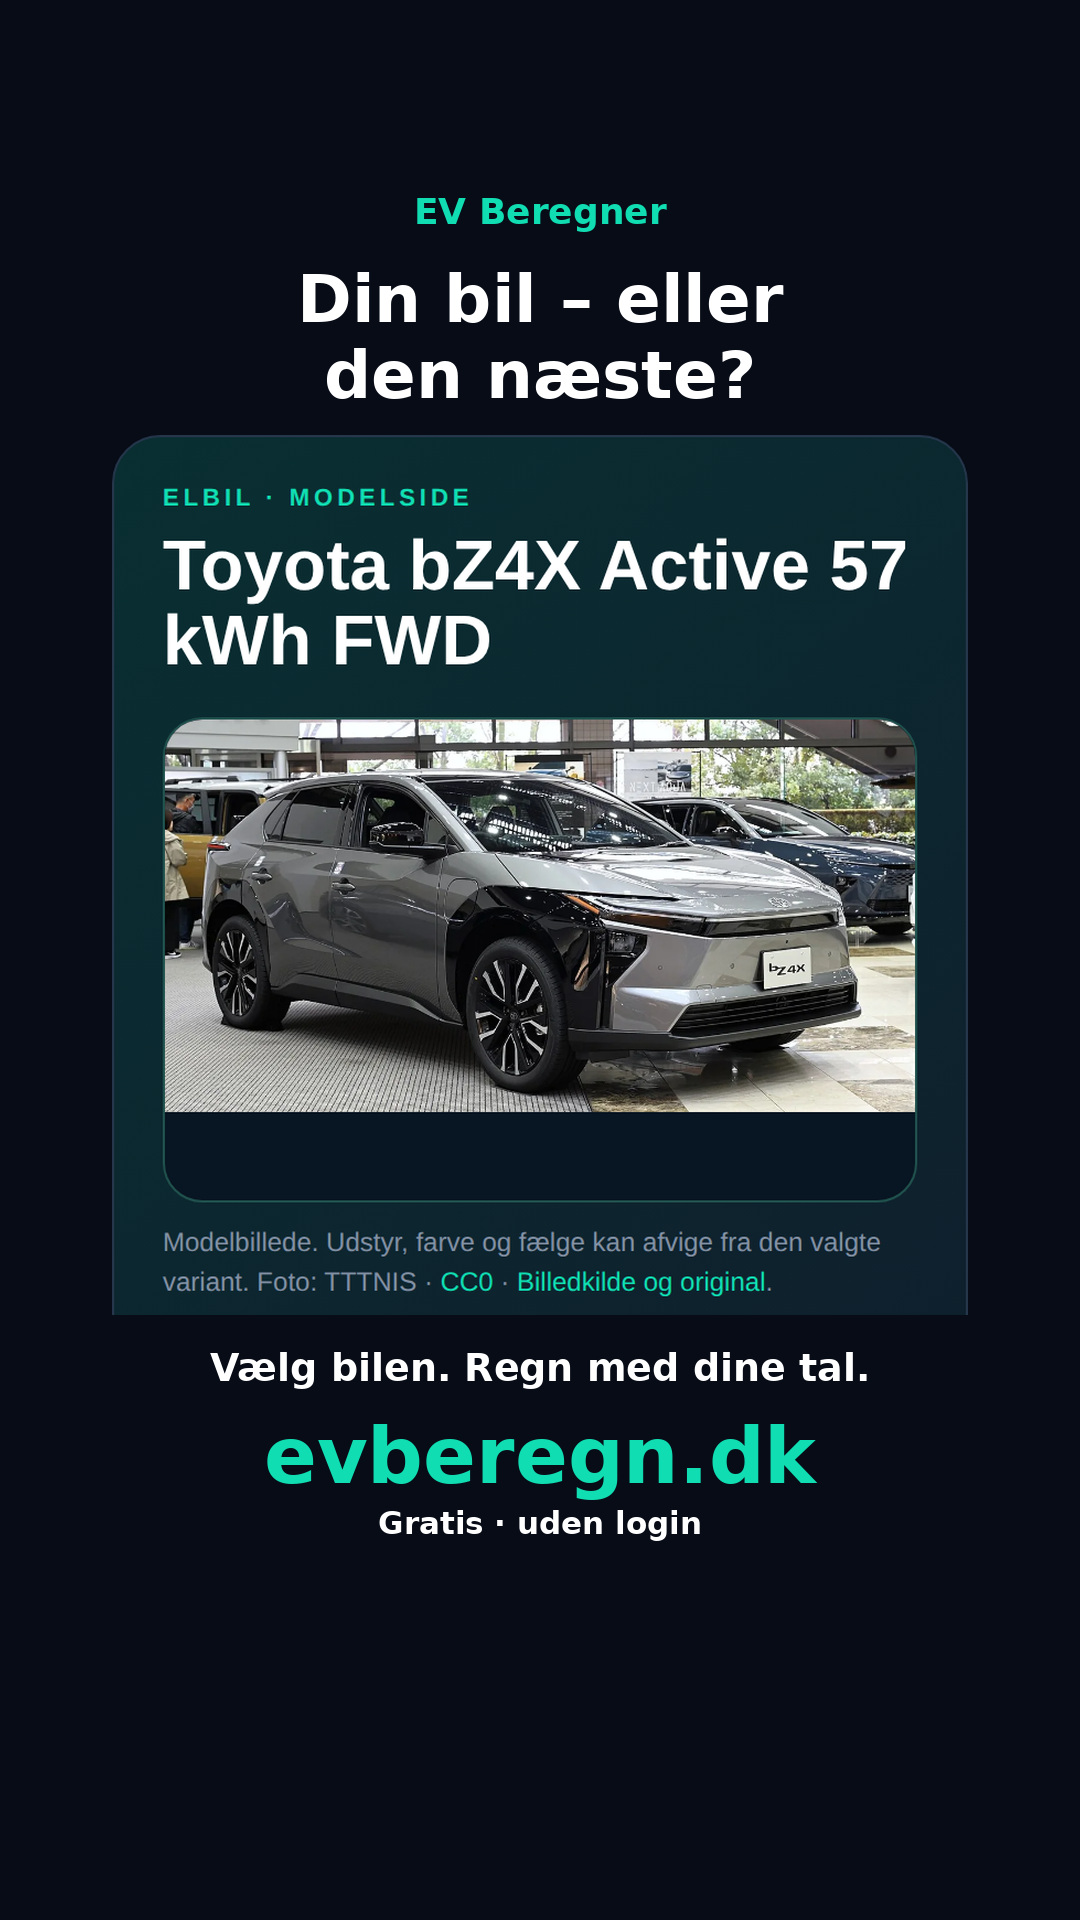 EV Beregner
Din bil – eller
den næste?
ELBIL · MODELSIDE
Toyota bZ4X Active 57
kWh FWD
NEXT AQUA
bZ4X
Modelbillede. Udstyr, farve og fælge kan afvige fra den valgte
variant. Foto: TTTNIS · CC0 · Billedkilde og original.
Vælg bilen. Regn med dine tal.
evberegn.dk
Gratis · uden login